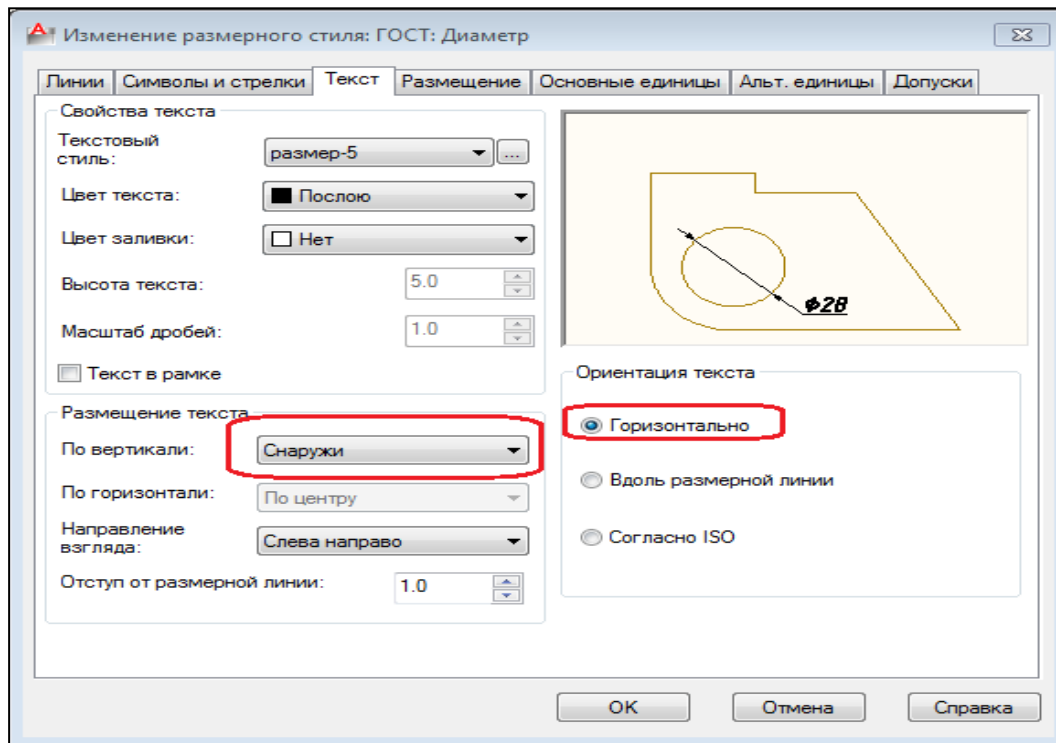 Изменение размерного стиля: ГОСТ: Диаметр
Линии Символы и стрелки Текст Размещение Основные единицы Альт. единицы Допуски
Свойства текста
Текстовый
стиль:
размер-5
...
Цвет текста:
Послою
Цвет заливки:
Нет
Высота текста:
5.0
Масштаб дробей:
1.0
Текст в рамке
Размещение текста
По вертикали:
Снаружи
По горизонтали:
По центру
Направление
взгляда:
Слева направо
Отступ от размерной линии:
1.0
ϕ28
Ориентация текста
Горизонтально
Вдоль размерной линии
Согласно ISO
OK Отмена Справка